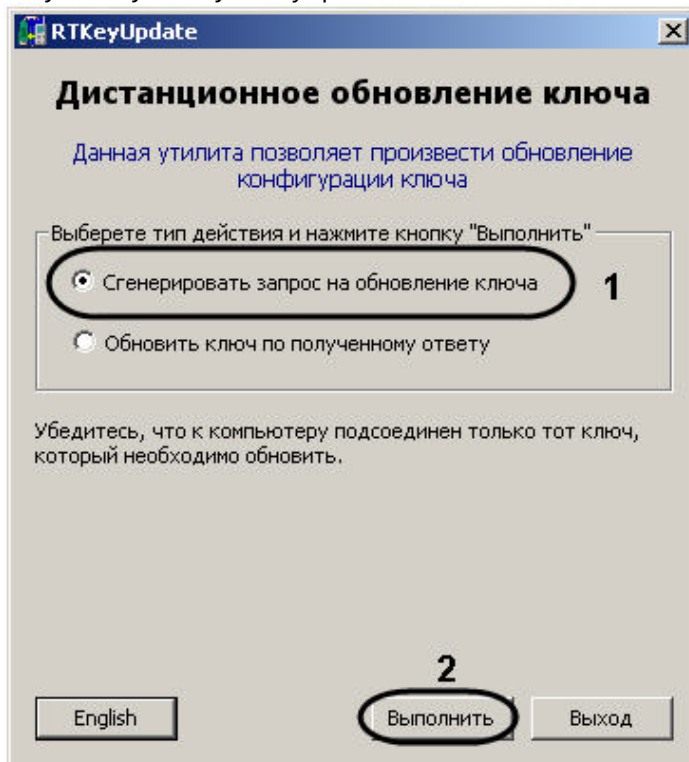 RTKeyUpdate
Дистанционное обновление ключа
Данная утилита позволяет произвести обновление
конфигурации ключа
Выберете тип действия и нажмите кнопку "Выполнить"
Сгенерировать запрос на обновление ключа 1
Обновить ключ по полученному ответу
Убедитесь, что к компьютеру подсоединен только тот ключ,
который необходимо обновить.
2
English Выполнить Выход